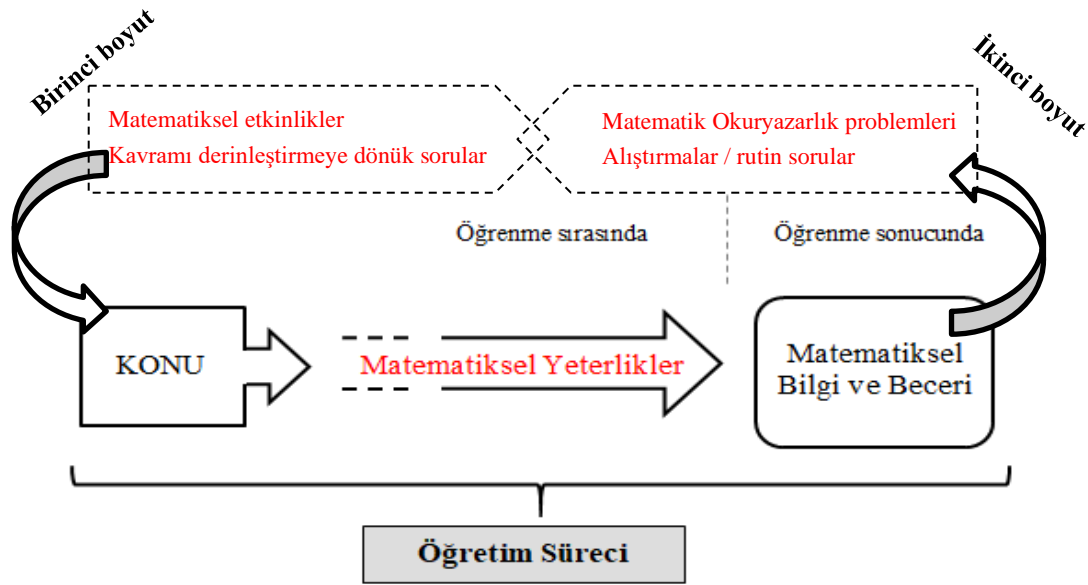 Birinci boyut
İkinci boyut
Matematiksel etkinlikler
Kavramı derinleştirmeye dönük sorular
Matematik Okuryazarlık problemleri
Alıştırmalar / rutin sorular
Öğrenme sırasında
Öğrenme sonucunda
KONU
Matematiksel Yeterlikler
Matematiksel
Bilgi ve Beceri
Öğretim Süreci